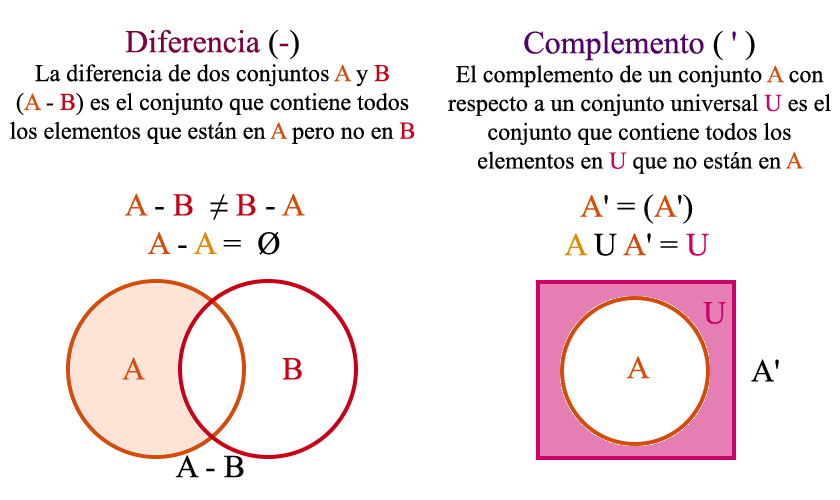 Diferencia (-)
La diferencia de dos conjuntos A y B
(A - B) es el conjunto que contiene todos
los elementos que están en A pero no en B
A - B ≠ B - A
A - A = Ø
A
B
A - B
Complemento ( ' )
El complemento de un conjunto A con
respecto a un conjunto universal U es el
conjunto que contiene todos los
elementos en U que no están en A
A' = (A')
A U A' = U
U
A
A'